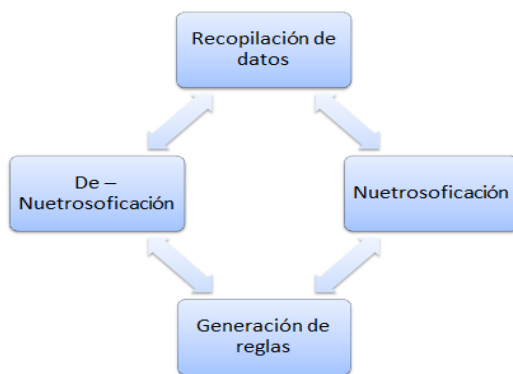 Recopilación de
datos
De –
Nuetrosoficación
Nuetrosoficación
Generación de
reglas